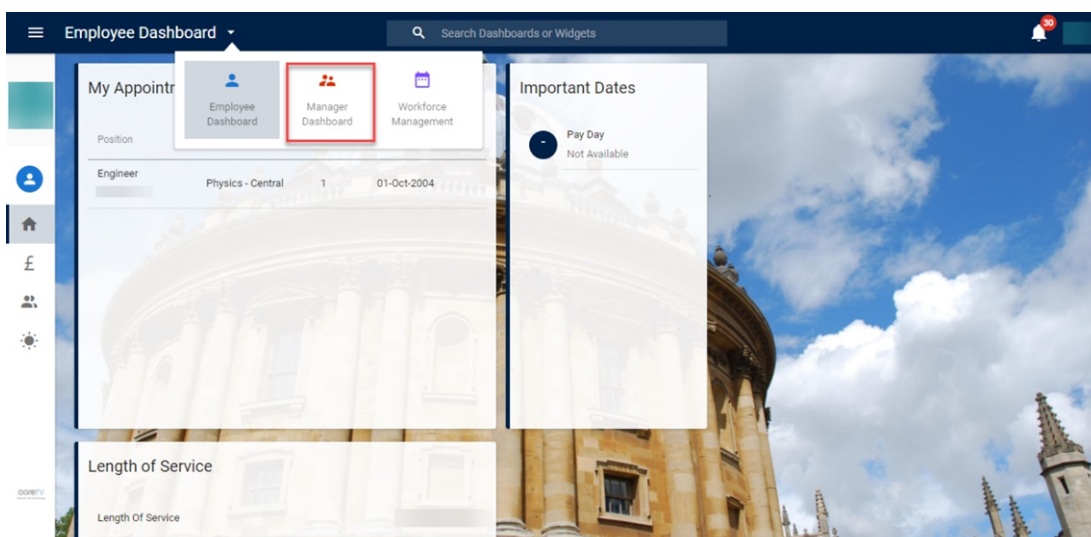 Employee Dashboard
Search Dashboards or Widgets
30
My Appointr
Employee
Dashboard
Manager
Dashboard
Workforce
Management
Important Dates
Position
-
Pay Day
Not Available
Engineer
Physics - Central
1
01-Oct-2004
£
Length of Service
Length Of Service
corehr